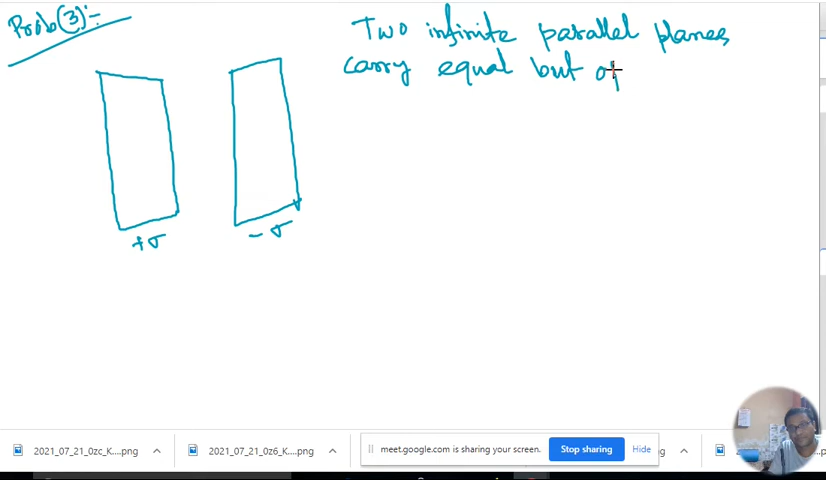 Prob(3):-
Two infinite parallel planes
carry equal but op
+σ
- σ
2021_07_21_0zc_K....png
2021_07_21_0z6_K....png
meet.google.com is sharing your screen.
Stop sharing
Hide